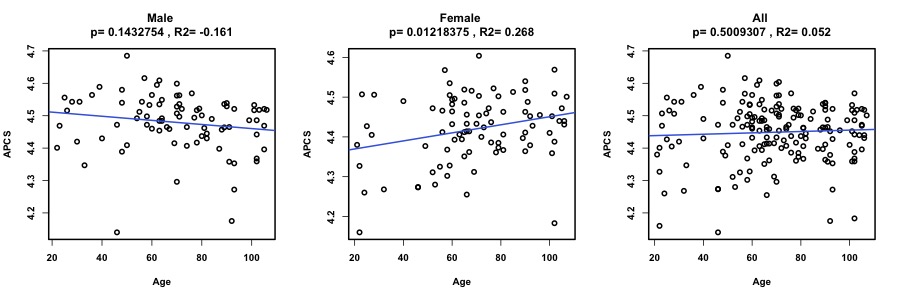 Male
p= 0.1432754 , R2= -0.161
APCS
4.7
4.6
4.5
4.4
4.3
4.2
20 40 60 80 100
Age
Female
p= 0.01218375 , R2= 0.268
APCS
4.6
4.5
4.4
4.3
4.2
20 40 60 80 100
Age
All
p= 0.5009307 , R2= 0.052
APCS
4.7
4.6
4.5
4.4
4.3
4.2
20 40 60 80 100
Age